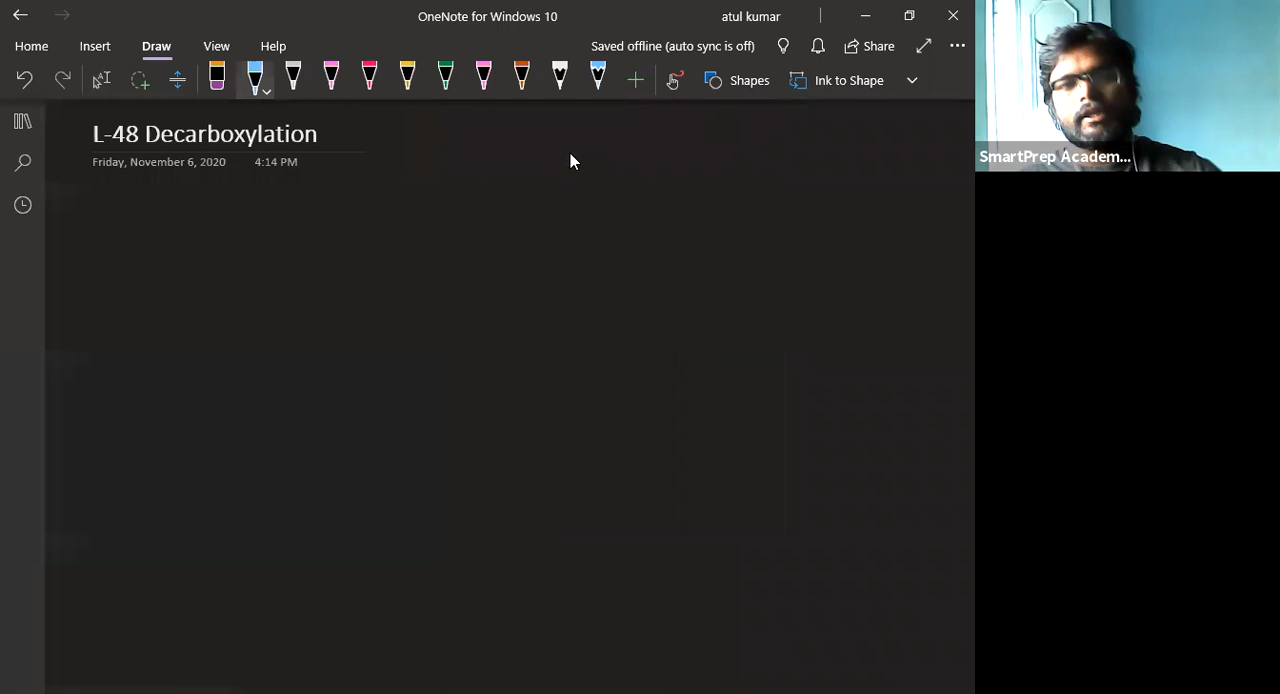 OneNote for Windows 10
atul kumar
Home Insert Draw View Help
Saved offline (auto sync is off)
Share
Shapes
Ink to Shape
L-48 Decarboxylation
Friday, November 6, 2020 4:14 PM
SmartPrep Academ...